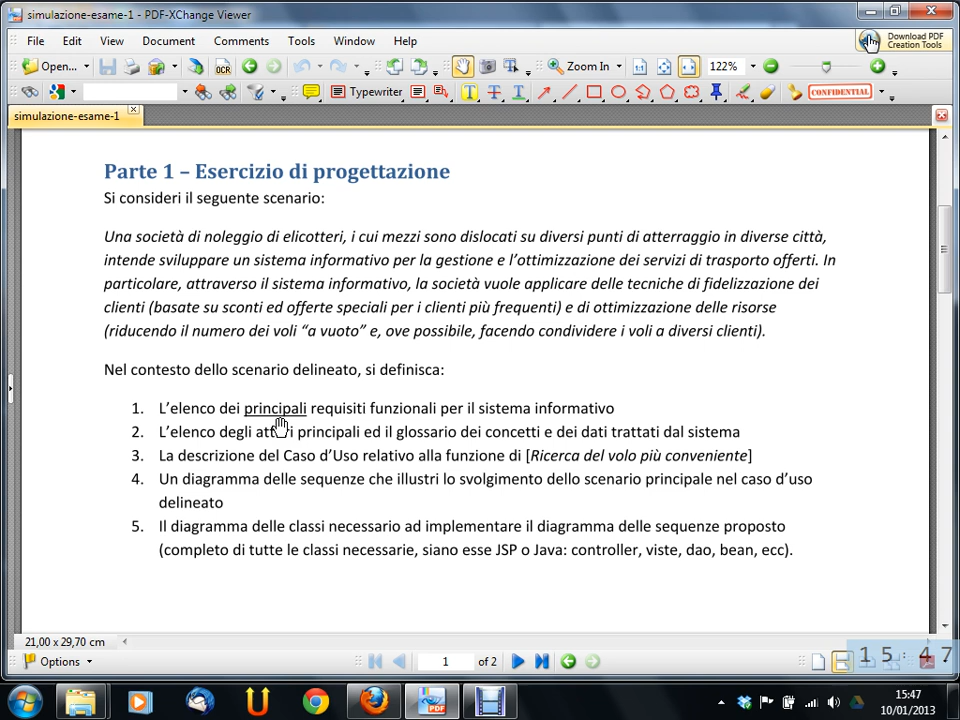 simulazione-esame-1 - PDF-XChange Viewer
File Edit View Document Comments Tools Window Help
Download PDF
Creation Tools
Open... OCR Zoom In 122%
Typewriter CONFIDENTIAL
simulazione-esame-1
Parte 1 – Esercizio di progettazione
Si consideri il seguente scenario:
Una società di noleggio di elicotteri, i cui mezzi sono dislocati su diversi punti di atterraggio in diverse città,
intende sviluppare un sistema informativo per la gestione e l’ottimizzazione dei servizi di trasporto offerti. In
particolare, attraverso il sistema informativo, la società vuole applicare delle tecniche di fidelizzazione dei
clienti (basate su sconti ed offerte speciali per i clienti più frequenti) e di ottimizzazione delle risorse
(riducendo il numero dei voli “a vuoto” e, ove possibile, facendo condividere i voli a diversi clienti).
Nel contesto dello scenario delineato, si definisca:
1. L’elenco dei principali requisiti funzionali per il sistema informativo
2. L’elenco degli attori principali ed il glossario dei concetti e dei dati trattati dal sistema
3. La descrizione del Caso d’Uso relativo alla funzione di [Ricerca del volo più conveniente]
4. Un diagramma delle sequenze che illustri lo svolgimento dello scenario principale nel caso d’uso
delineato
5. Il diagramma delle classi necessario ad implementare il diagramma delle sequenze proposto
(completo di tutte le classi necessarie, siano esse JSP o Java: controller, viste, dao, bean, ecc).
21,00 x 29,70 cm
Options 1 of 2
15:47
PDF
15:47
10/01/2013